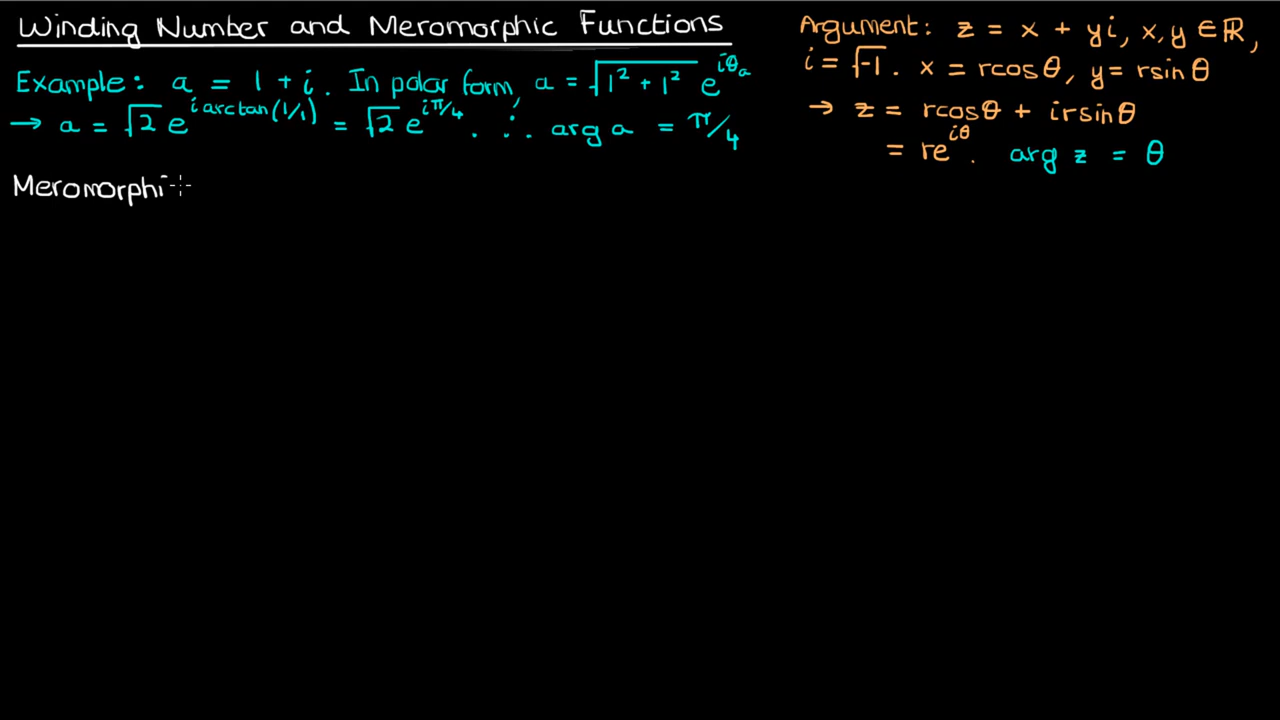 Winding Number and Meromorphic Functions
Example: a = 1 + i. In polar form, a = √(1² + 1²) e^(iθₐ)
→ a = √2 e^(i arctan(1/1)) = √2 e^(iπ/4). ∴ arg a = π/4
Meromorphi
Argument: z = x + yi, x, y ∈ ℝ,
i = √-1. x = rcosθ, y = rsinθ
→ z = rcosθ + irsinθ
= re^(iθ). arg z = θ